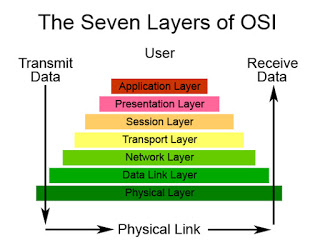 The Seven Layers of OSI
User
Transmit
Data
Receive
Data
Application Layer
Presentation Layer
Session Layer
Transport Layer
Network Layer
Data Link Layer
Physical Layer
Physical Link